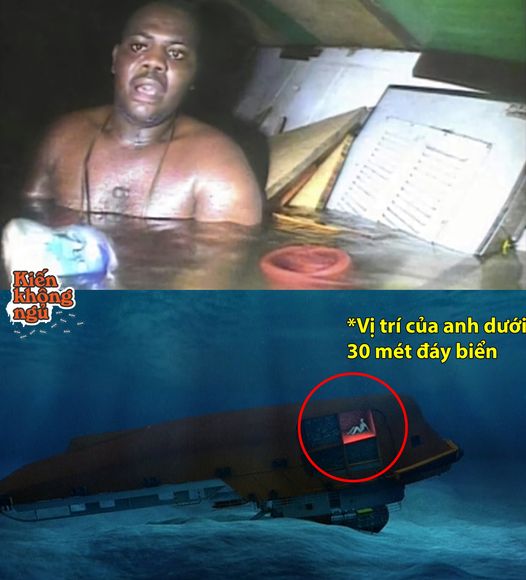 Kiến
không
ngủ
*Vị trí của anh dưới
30 mét đáy biển